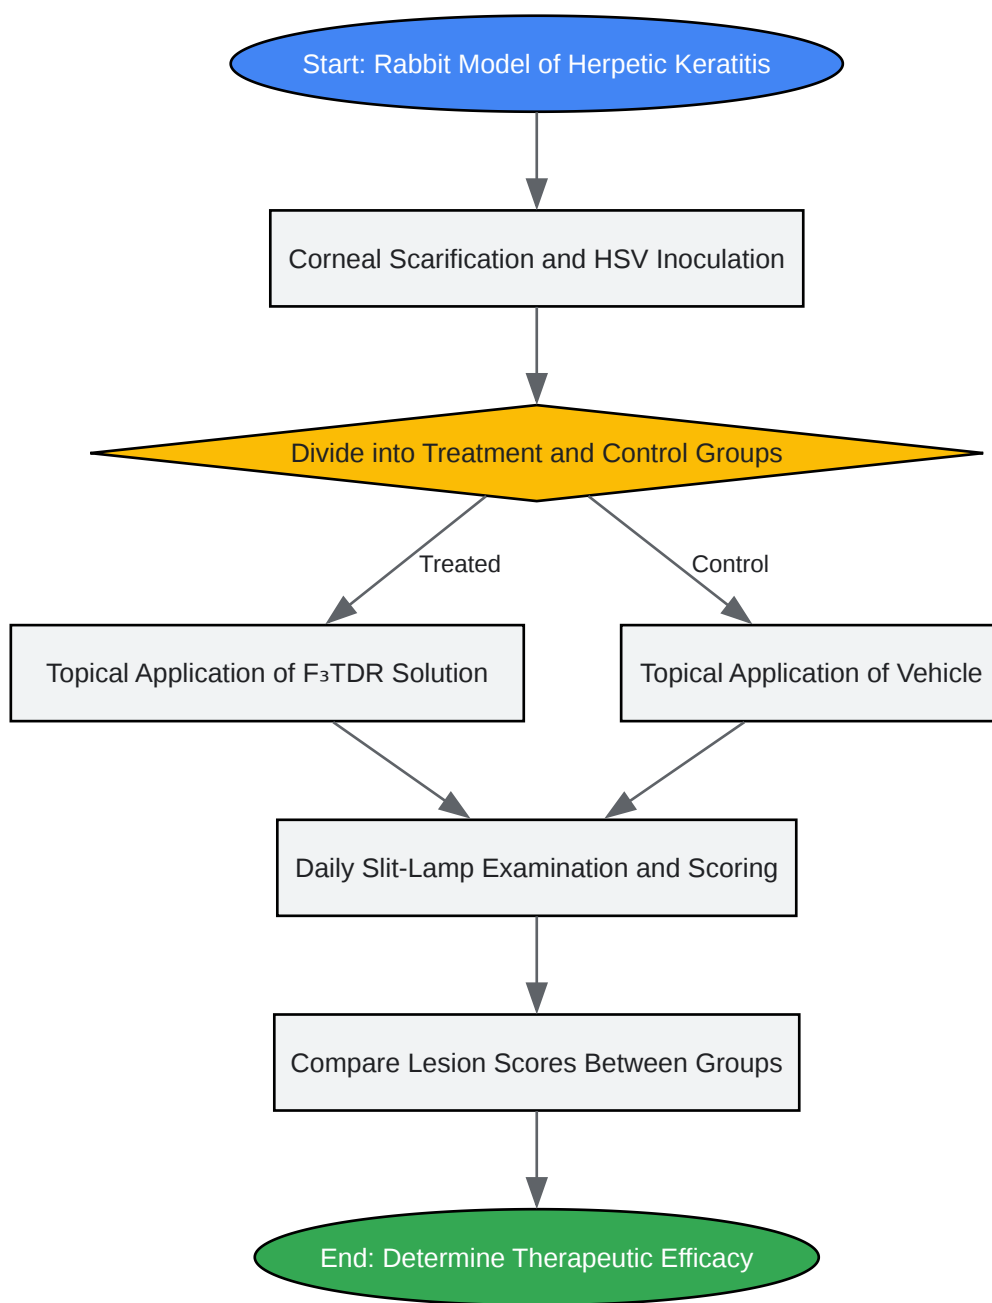 Start: Rabbit Model of Herpetic Keratitis
Corneal Scarification and HSV Inoculation
Divide into Treatment and Control Groups
Treated
Control
Topical Application of F₃TDR Solution
Topical Application of Vehicle
Daily Slit-Lamp Examination and Scoring
Compare Lesion Scores Between Groups
End: Determine Therapeutic Efficacy